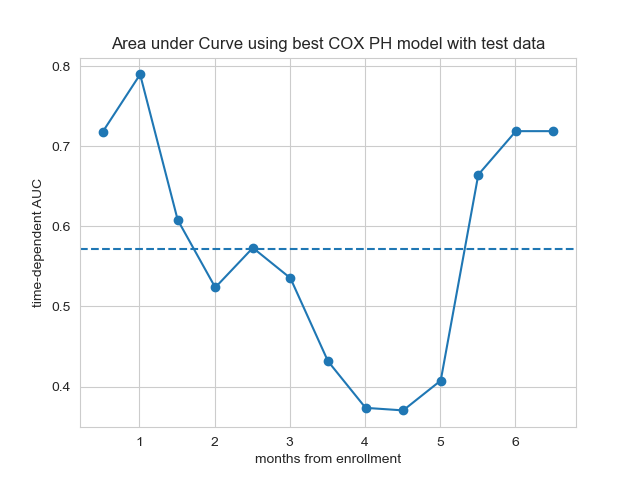 Area under Curve using best COX PH model with test data
time-dependent AUC
0.8
0.7
0.6
0.5
0.4
1 2 3 4 5 6
months from enrollment